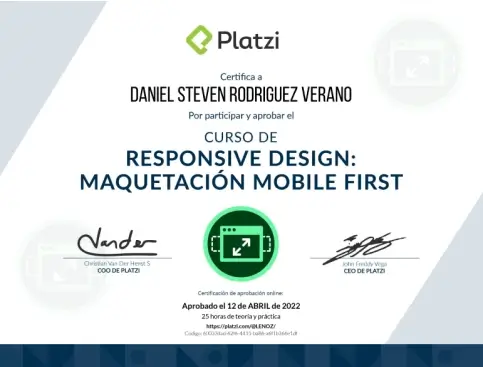 Platzi
Certifica a
DANIEL STEVEN RODRIGUEZ VERANO
Por participar y aprobar el
CURSO DE
RESPONSIVE DESIGN:
MAQUETACIÓN MOBILE FIRST
Christian Van Der Henst S
COO DE PLATZI
John Freddy Vega
CEO DE PLATZI
Certificación de aprobación online:
Aprobado el 12 de ABRIL de 2022
25 horas de teoría y práctica
https://platzi.com/@LENOZ/
Código: